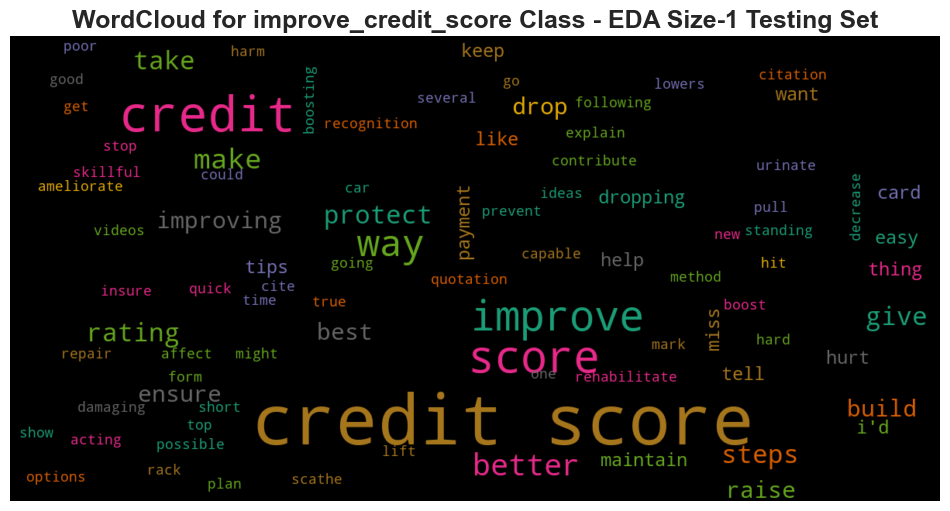 WordCloud for improve_credit_score Class - EDA Size-1 Testing Set
poor
harm
keep
take
good
go
lowers
citation
several
want
get
credit
boosting
drop
following
recognition
like
explain
stop
make
contribute
urinate
skillful
could
ameliorate
car
ideas
dropping
card
decrease
payment
prevent
pull
protect
improving
videos
way
new
standing
easy
tips
going
capable
help
hit
thing
insure
quick
cite
time
true
quotation
method
boost
rating
best
improve
miss
hard
give
repair
affect
might
score
mark
hurt
form
one
rehabilitate
tell
ensure
damaging
short
credit score
build
show
acting
top
possible
i'd
lift
options
rack
scathe
better
maintain
steps
plan
raise